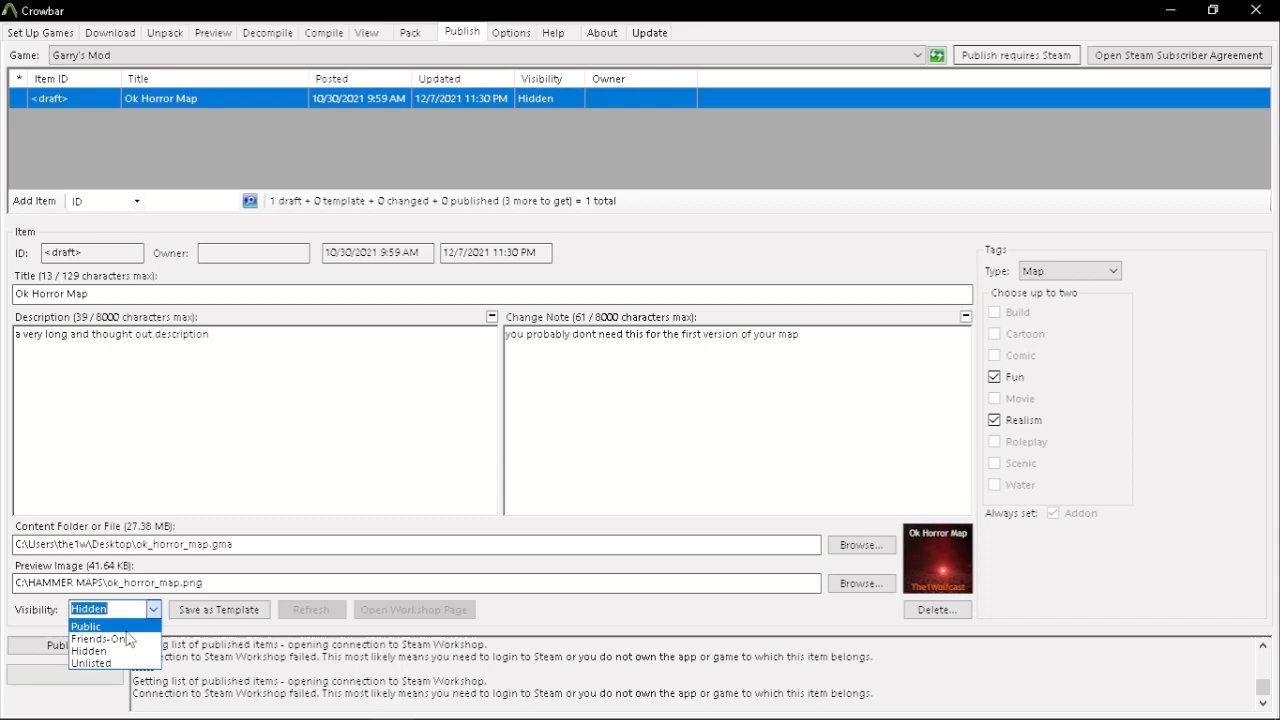 Crowbar
Set Up Games Download Unpack Preview Decompile Compile View Pack Publish Options Help About Update
Game: Garry's Mod Publish requires Steam Open Steam Subscriber Agreement
* Item ID Title Posted Updated Visibility Owner
<draft> Ok Horror Map 10/30/2021 9:59 AM 12/7/2021 11:30 PM Hidden
Add Item ID 1 draft + 0 template + 0 changed + 0 published (3 more to get) = 1 total
Item
ID: <draft> Owner: 10/30/2021 9:59 AM 12/7/2021 11:30 PM
Title (13 / 129 characters max):
Ok Horror Map
Description (39 / 8000 characters max):
a very long and thought out description
Change Note (61 / 8000 characters max):
you probably dont need this for the first version of your map
Tags
Type: Map
Choose up to two
Build
Cartoon
Comic
Fun
Movie
Realism
Roleplay
Scenic
Water
Always set: Addon
Content Folder or File (27.38 MB):
C:\Users\the1w\Desktop\ok_horror_map.gma
Browse...
Preview Image (41.64 KB):
C:\HAMMER MAPS\ok_horror_map.png
Browse...
Ok Horror Map
The1Wolfcast
Visibility: Hidden Save as Template Refresh Open Workshop Page Delete...
Public
Friends-On
Hidden
Unlisted
Publ
g list of published items - opening connection to Steam Workshop.
ction to Steam Workshop failed. This most likely means you need to login to Steam or you do not own the app or game to which this item belongs.
Getting list of published items - opening connection to Steam Workshop.
Connection to Steam Workshop failed. This most likely means you need to login to Steam or you do not own the app or game to which this item belongs.